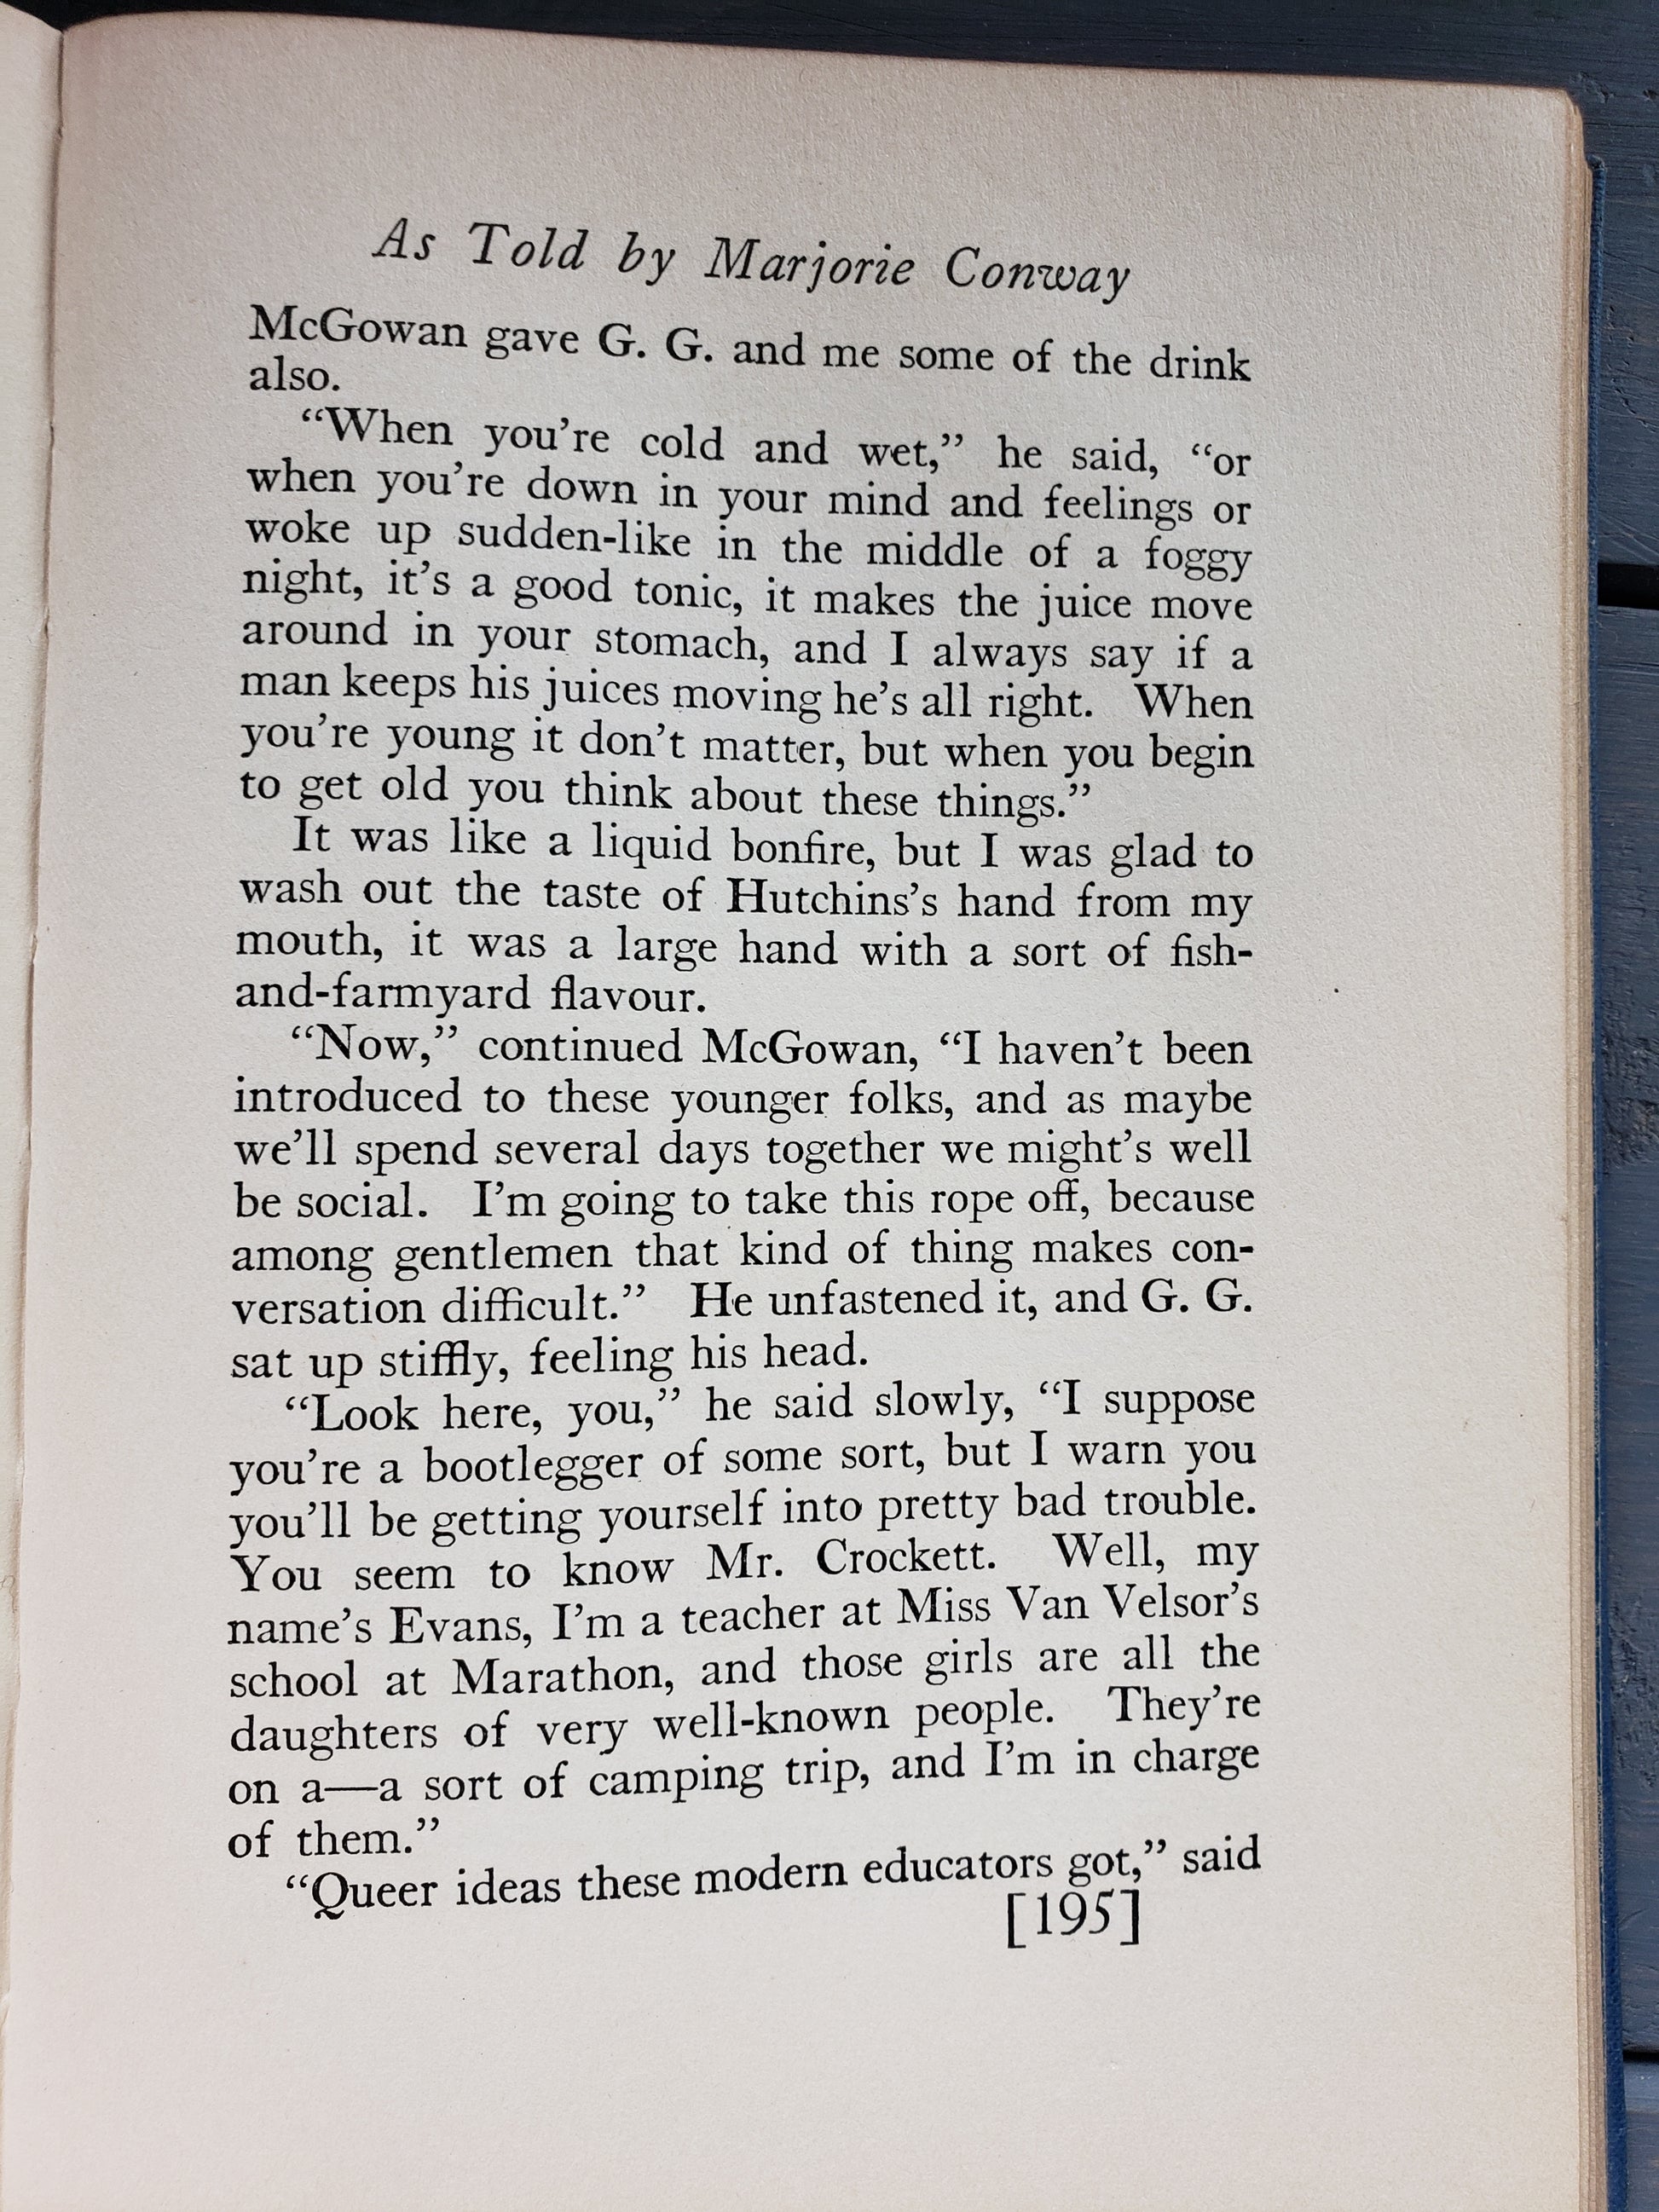 As Told by Marjorie Conway
McGowan gave G. G. and me some of the drink
also.
“When you’re cold and wet,” he said, “or
when you’re down in your mind and feelings or
woke up sudden-like in the middle of a foggy
night, it’s a good tonic, it makes the juice move
around in your stomach, and I always say if a
man keeps his juices moving he’s all right. When
you’re young it don’t matter, but when you begin
to get old you think about these things.”
It was like a liquid bonfire, but I was glad to
wash out the taste of Hutchins’s hand from my
mouth, it was a large hand with a sort of fish-
and-farmyard flavour.
“Now,” continued McGowan, “I haven’t been
introduced to these younger folks, and as maybe
we’ll spend several days together we might’s well
be social. I’m going to take this rope off, because
among gentlemen that kind of thing makes con-
versation difficult.” He unfastened it, and G. G.
sat up stiffly, feeling his head.
“Look here, you,” he said slowly, “I suppose
you’re a bootlegger of some sort, but I warn you
you’ll be getting yourself into pretty bad trouble.
You seem to know Mr. Crockett. Well, my
name’s Evans, I’m a teacher at Miss Van Velsor’s
school at Marathon, and those girls are all the
daughters of very well-known people. They’re
on a—a sort of camping trip, and I’m in charge
of them.”
“Queer ideas these modern educators got,” said
[195]